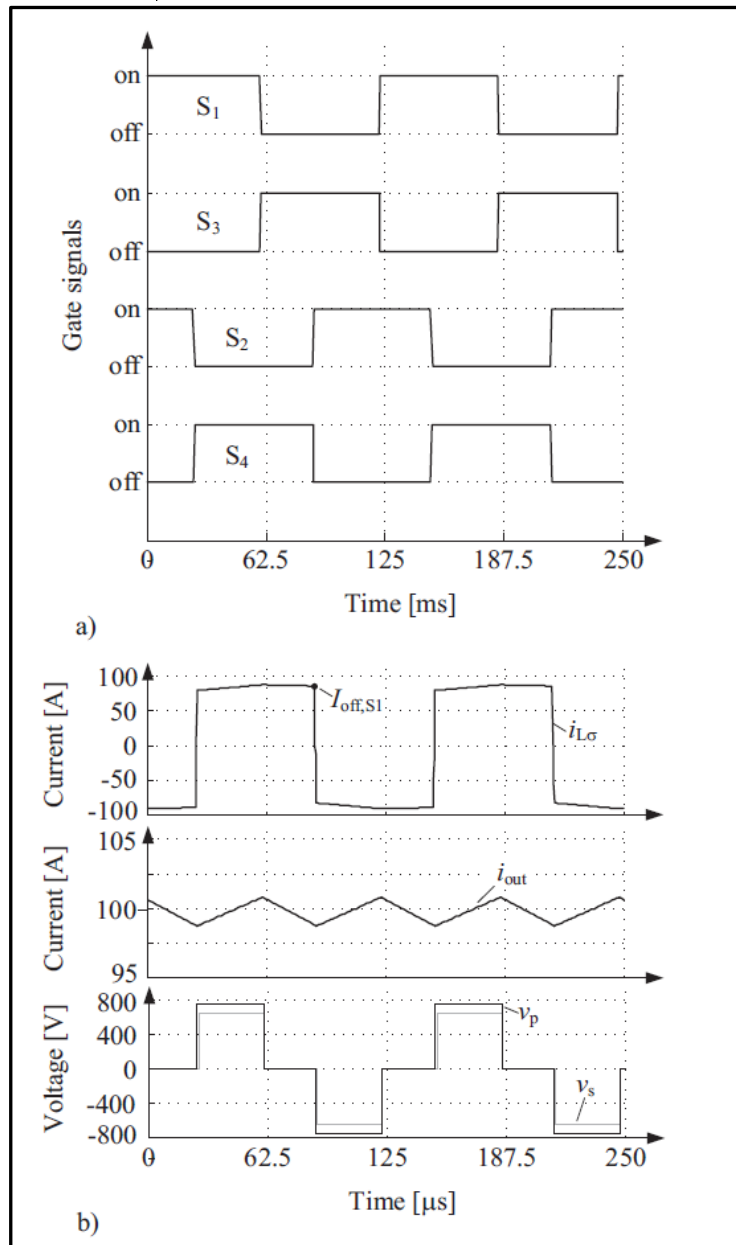 on
S1
off
on
S3
off
on
S2
off
on
S4
off
Gate signals
0 62.5 125 187.5 250
Time [ms]
a)
100
50
0
-50
-100
Current [A]
Ioff,S1
iLσ
105
100
95
Current [A]
iout
800
400
0
-400
-800
Voltage [V]
vp
vs
0 62.5 125 187.5 250
Time [μs]
b)